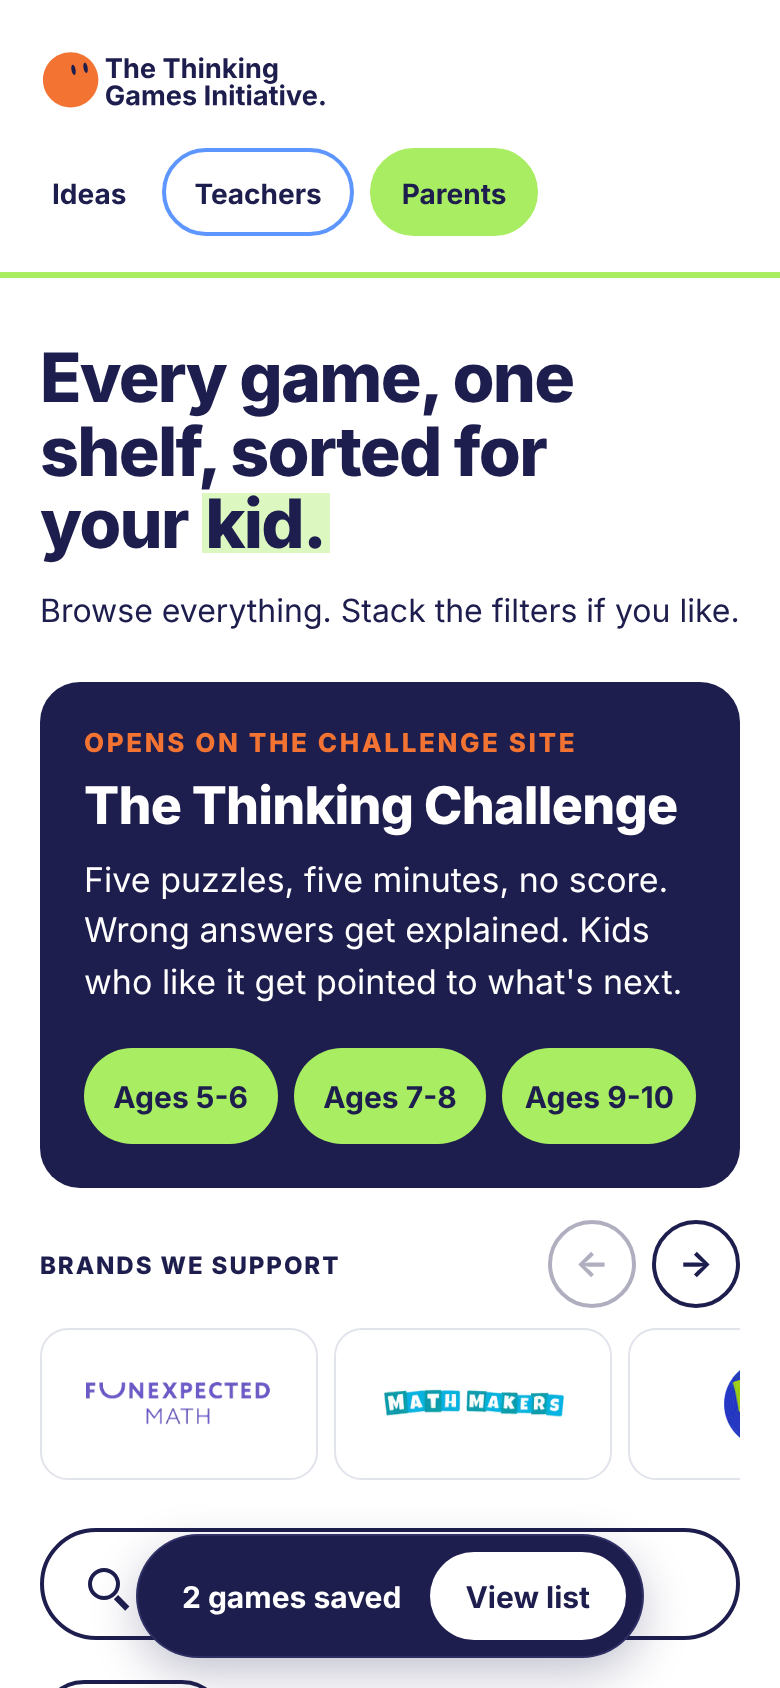 The Thinking
Games Initiative.
Ideas
Teachers
Parents
Every game, one
shelf, sorted for
your kid.
Browse everything. Stack the filters if you like.
OPENS ON THE CHALLENGE SITE
The Thinking Challenge
Five puzzles, five minutes, no score.
Wrong answers get explained. Kids
who like it get pointed to what's next.
Ages 5-6
Ages 7-8
Ages 9-10
BRANDS WE SUPPORT
FUNEXPECTED
MATH
MATH MAKERS
2 games saved
View list